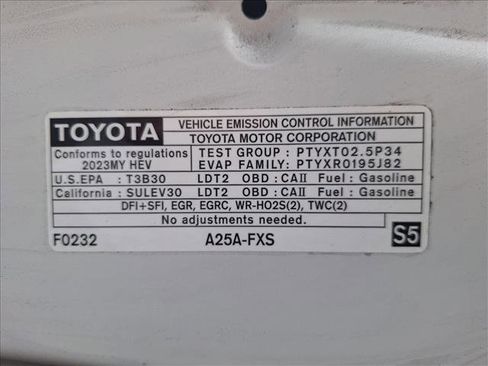 TOYOTA VEHICLE EMISSION CONTROL INFORMATION
TOYOTA MOTOR CORPORATION
Conforms to regulations TEST GROUP : PTYXT02.5P34
2023MY HEV EVAP FAMILY: PTYXR0195J82
U.S.EPA : T3B30 LDT2 OBD : CAII Fuel : Gasoline
California : SULEV30 LDT2 OBD : CAII Fuel : Gasoline
DFI+SFI, EGR, EGRC, WR-HO2S(2), TWC(2)
No adjustments needed.
F0232 A25A-FXS S5